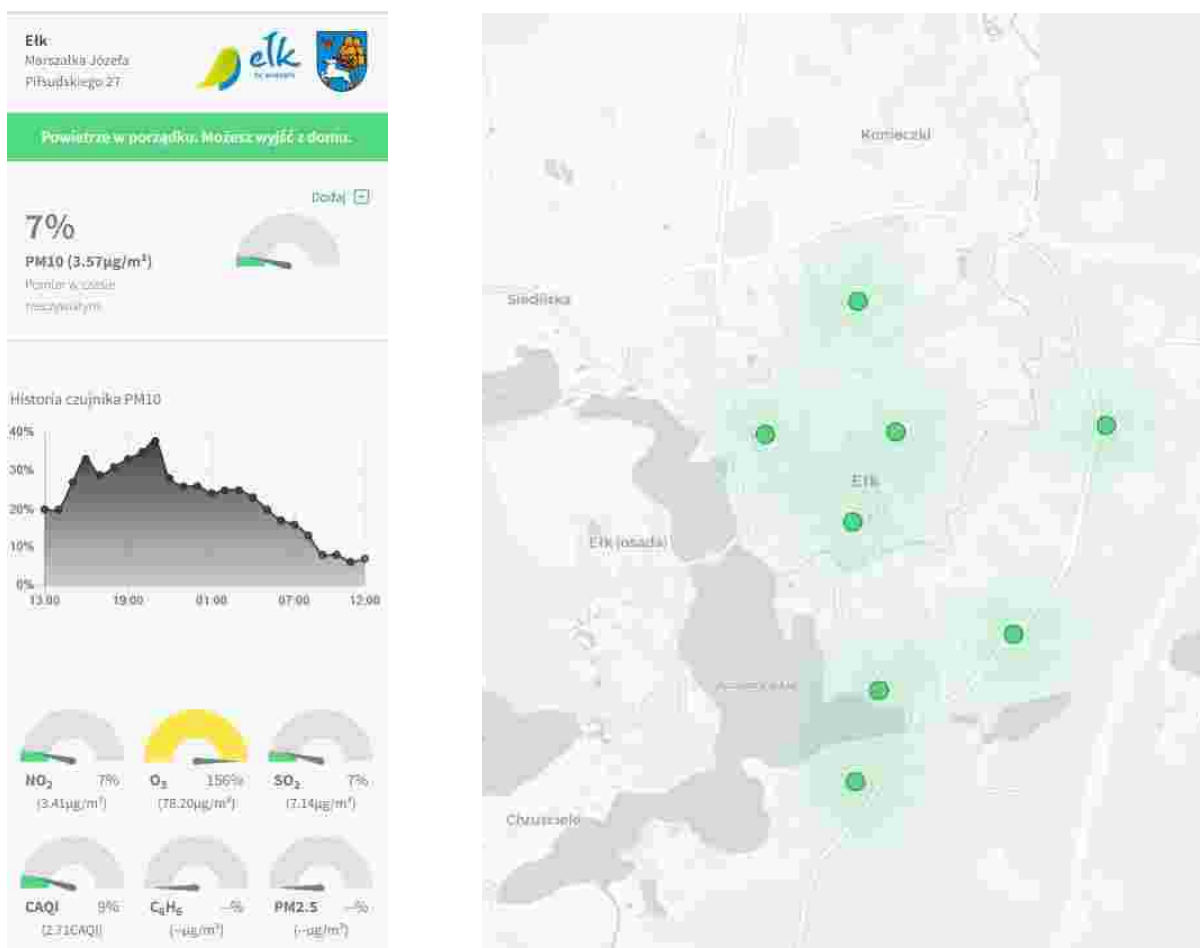 Ełk
Marszałka Józefa
Piłsudskiego 27
ełk
Powietrze w porządku. Możesz wyjść z domu.
Dodaj
7%
PM10 (3.57µg/m³)
Pomiar w czasie
rzeczywistym
Historia czujnika PM10
40%
30%
20%
10%
0%
13:00 19:00 01:00 07:00 12:00
NO₂ 7%
(3.41µg/m³)
O₃ 156%
(78.20µg/m³)
SO₂ 7%
(7.14µg/m³)
CAQI 9%
(2.71CAQI)
C₆H₆ --%
(--µg/m³)
PM2.5 --%
(--µg/m³)
Konieczki
Siedliska
Ełk
Ełk (osada)
Chruściele